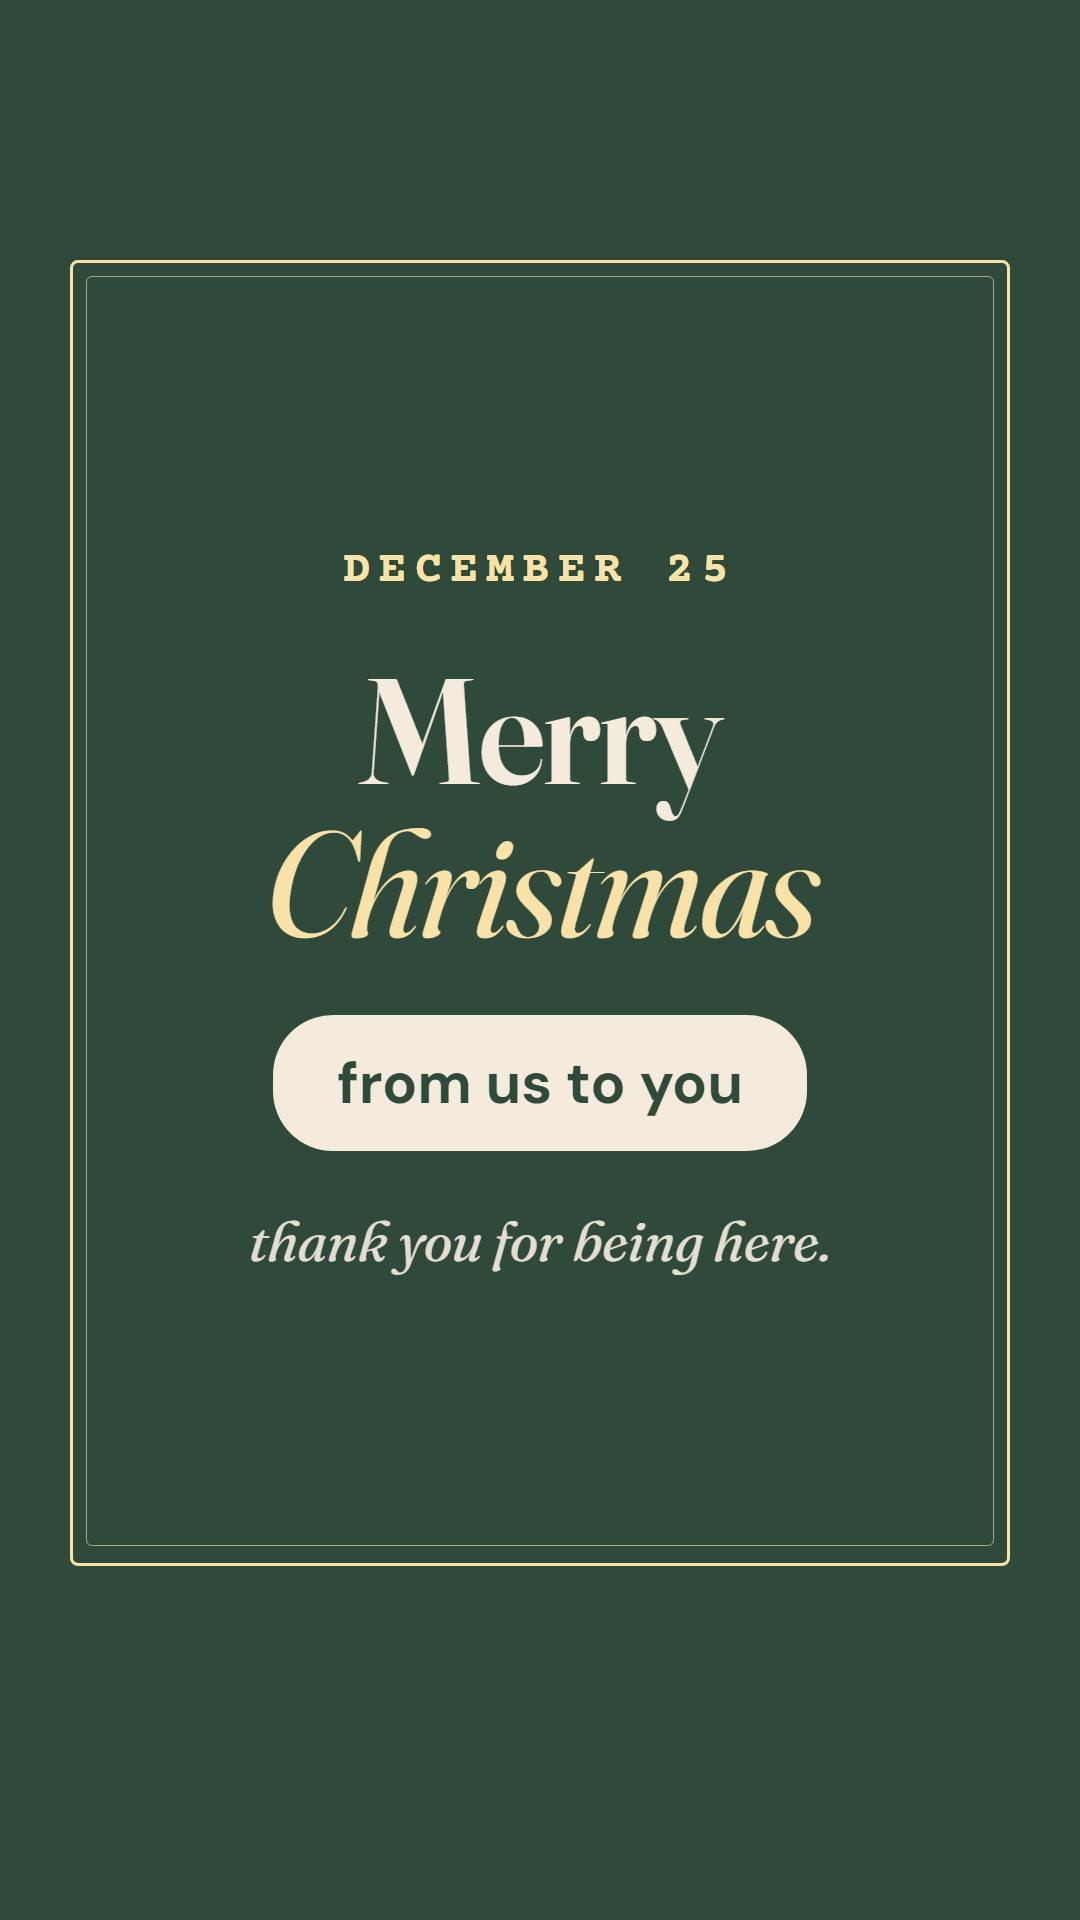 DECEMBER 25
Merry
Christmas
from us to you
thank you for being here.